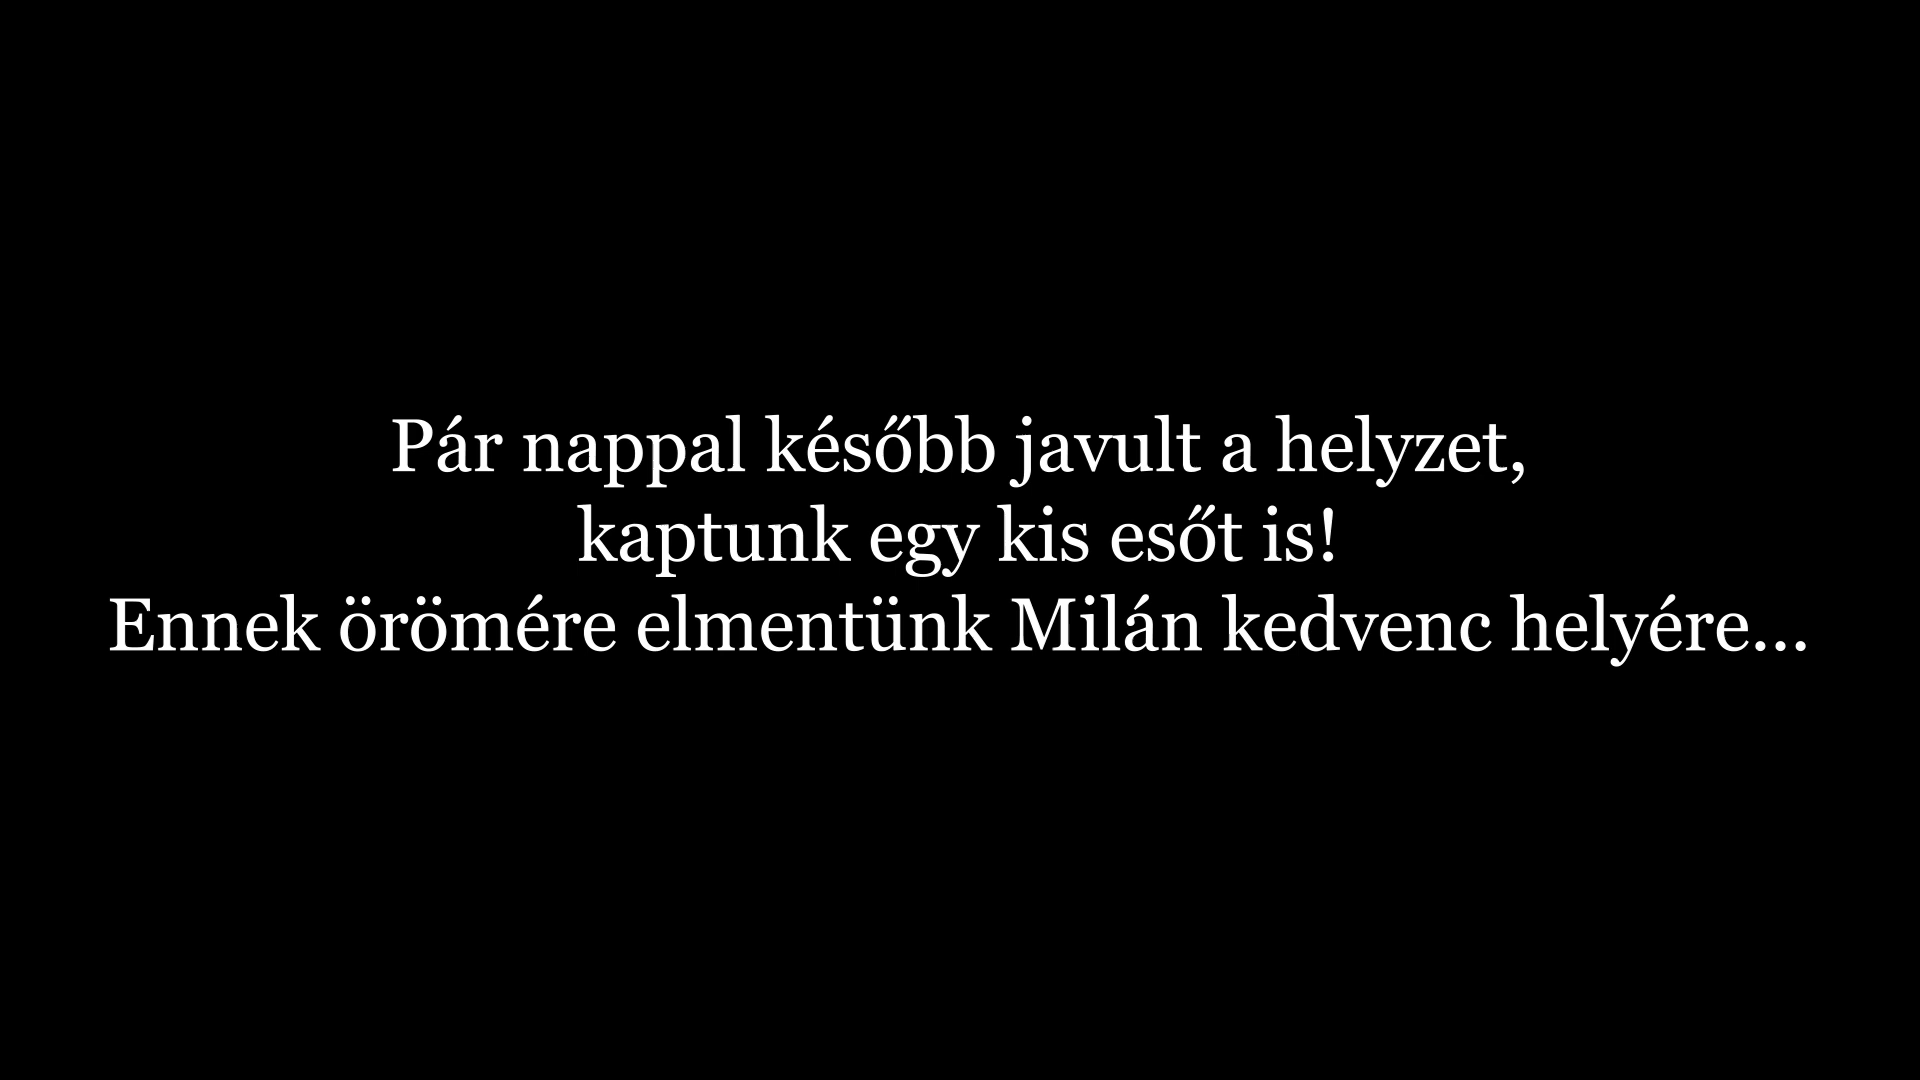 Pár nappal később javult a helyzet,
kaptunk egy kis esőt is!
Ennek örömére elmentünk Milán kedvenc helyére...